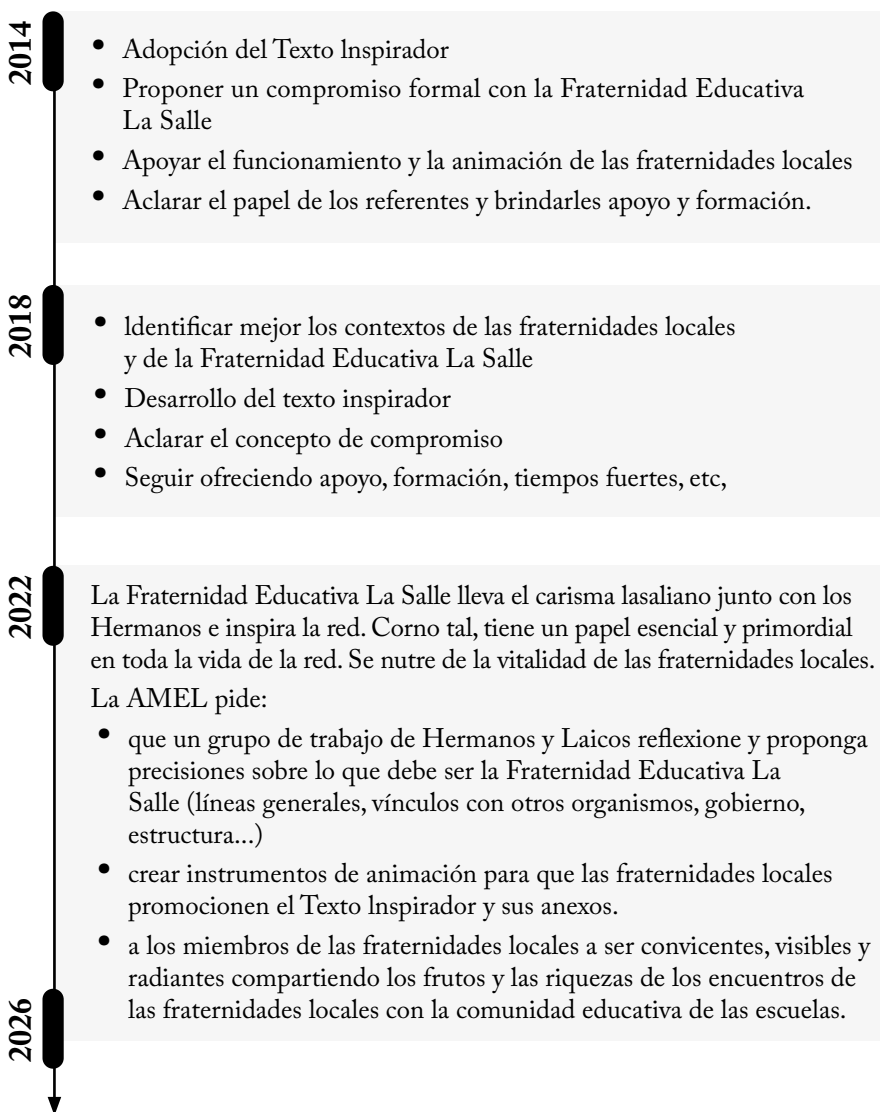 2014
• Adopción del Texto lnspirador
• Proponer un compromiso formal con la Fraternidad Educativa
La Salle
• Apoyar el funcionamiento y la animación de las fraternidades locales
• Aclarar el papel de los referentes y brindarles apoyo y formación.
2018
• ldentificar mejor los contextos de las fraternidades locales
y de la Fraternidad Educativa La Salle
• Desarrollo del texto inspirador
• Aclarar el concepto de compromiso
• Seguir ofreciendo apoyo, formación, tiempos fuertes, etc,
2022
La Fraternidad Educativa La Salle lleva el carisma lasaliano junto con los
Hermanos e inspira la red. Corno tal, tiene un papel esencial y primordial
en toda la vida de la red. Se nutre de la vitalidad de las fraternidades locales.
La AMEL pide:
• que un grupo de trabajo de Hermanos y Laicos reflexione y proponga
precisiones sobre lo que debe ser la Fraternidad Educativa La
Salle (líneas generales, vínculos con otros organismos, gobierno,
estructura...)
• crear instrumentos de animación para que las fraternidades locales
promocionen el Texto lnspirador y sus anexos.
• a los miembros de las fraternidades locales a ser convicentes, visibles y
radiantes compartiendo los frutos y las riquezas de los encuentros de
las fraternidades locales con la comunidad educativa de las escuelas.
2026